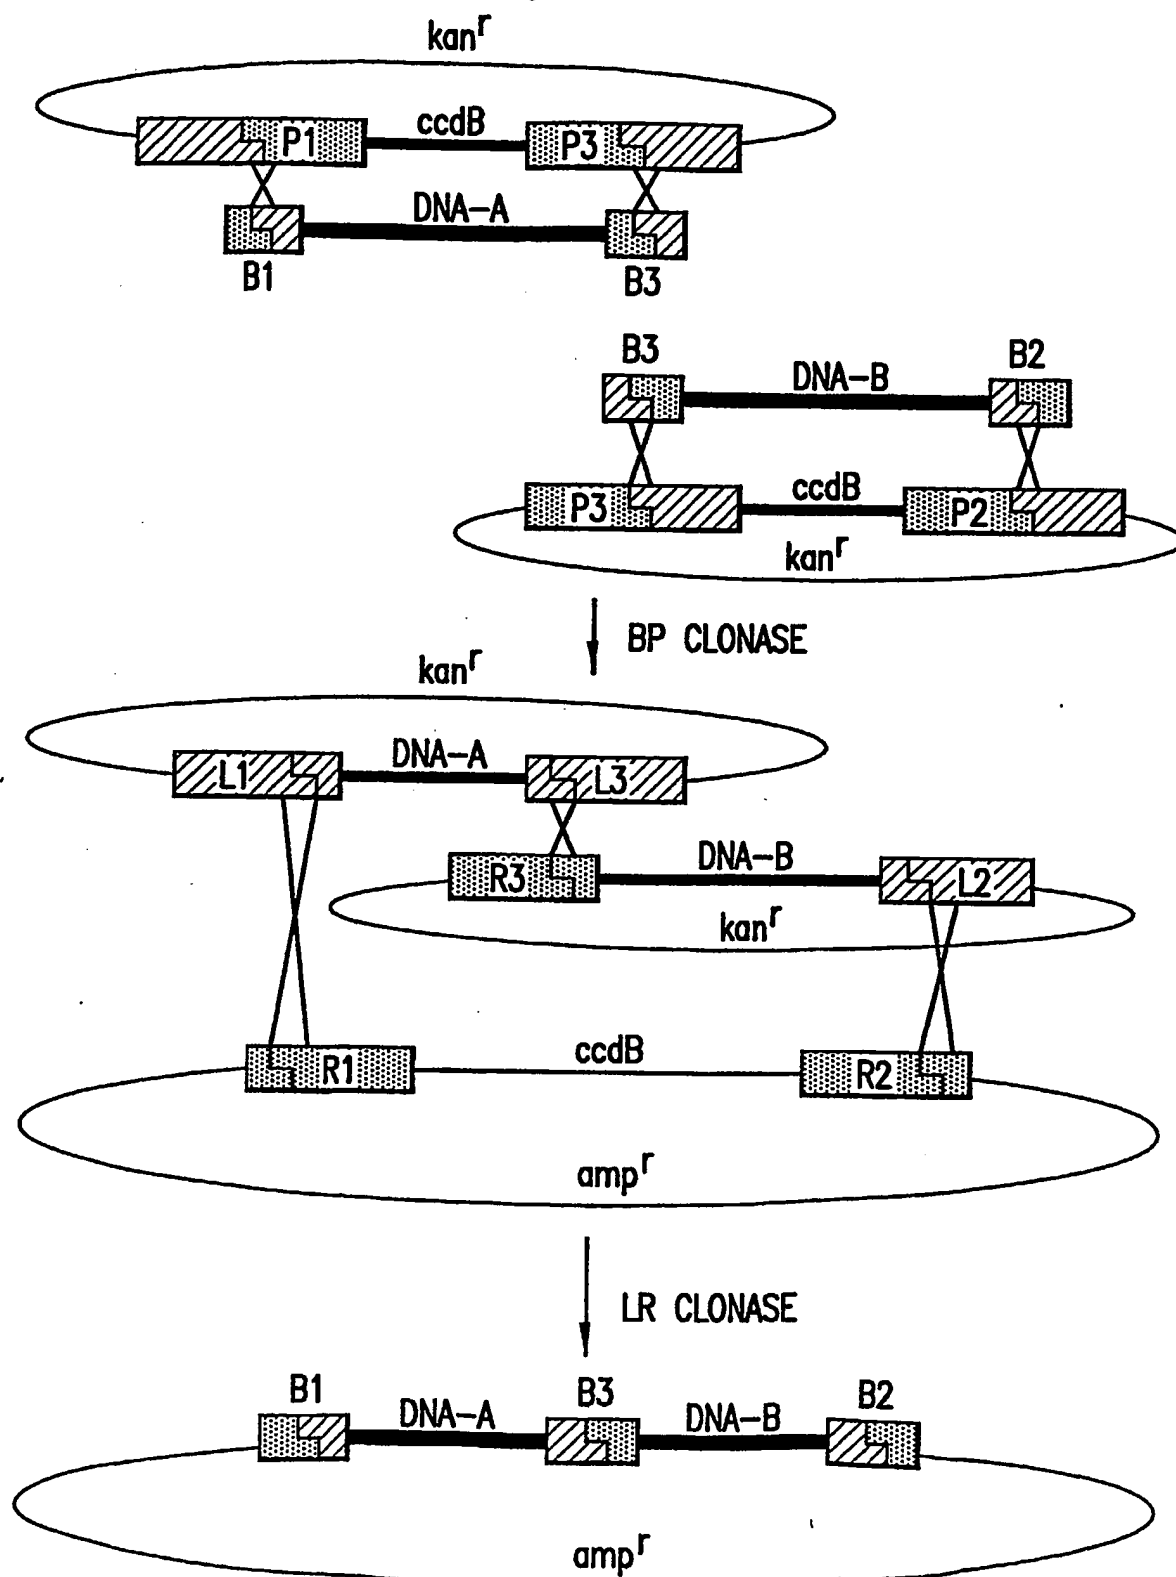 kanr
ccdB
P1
P3
DNA-A
B1
B3
B3
B2
DNA-B
P3
ccdB
P2
kanr
BP CLONASE
kanr
DNA-A
L1
L3
DNA-B
R3
L2
kanr
ccdB
R1
R2
ampr
LR CLONASE
B1
B3
B2
DNA-A
DNA-B
ampr